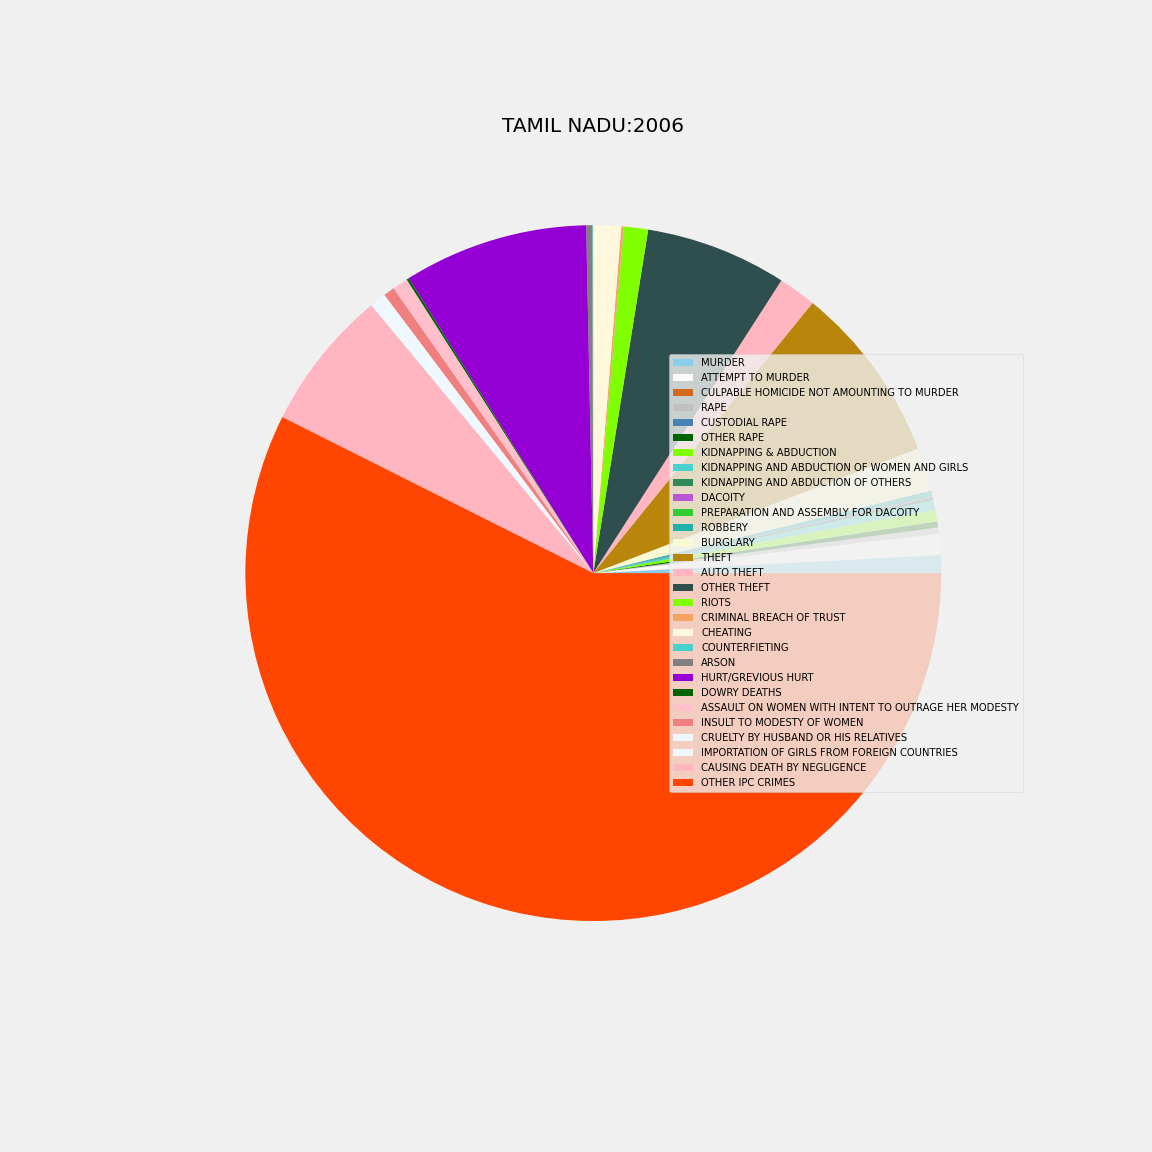 TAMIL NADU:2006
MURDER
ATTEMPT TO MURDER
CULPABLE HOMICIDE NOT AMOUNTING TO MURDER
RAPE
CUSTODIAL RAPE
OTHER RAPE
KIDNAPPING & ABDUCTION
KIDNAPPING AND ABDUCTION OF WOMEN AND GIRLS
KIDNAPPING AND ABDUCTION OF OTHERS
DACOITY
PREPARATION AND ASSEMBLY FOR DACOITY
ROBBERY
BURGLARY
THEFT
AUTO THEFT
OTHER THEFT
RIOTS
CRIMINAL BREACH OF TRUST
CHEATING
COUNTERFIETING
ARSON
HURT/GREVIOUS HURT
DOWRY DEATHS
ASSAULT ON WOMEN WITH INTENT TO OUTRAGE HER MODESTY
INSULT TO MODESTY OF WOMEN
CRUELTY BY HUSBAND OR HIS RELATIVES
IMPORTATION OF GIRLS FROM FOREIGN COUNTRIES
CAUSING DEATH BY NEGLIGENCE
OTHER IPC CRIMES